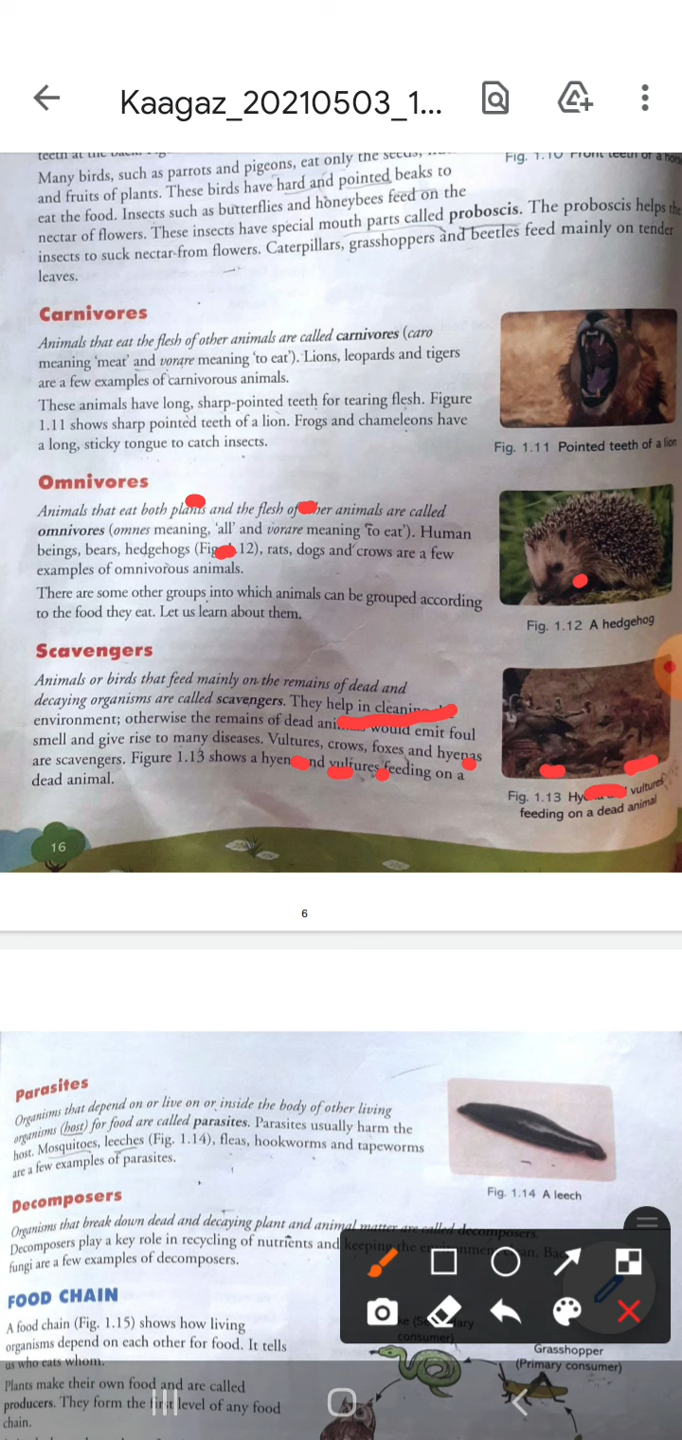 Kaagaz_20210503_1...
Fig. 1.10 Front teeth of a
Many birds, such as parrots and pigeons, eat only the seeds,
and fruits of plants. These birds have hard and pointed beaks to
eat the food. Insects such as butterflies and honeybees feed on the
nectar of flowers. These insects have special mouth parts called proboscis. The proboscis helps the
insects to suck nectar from flowers. Caterpillars, grasshoppers and beetles feed mainly on tender
leaves.
Carnivores
Animals that eat the flesh of other animals are called carnivores (caro
meaning 'meat' and vorare meaning 'to eat'). Lions, leopards and tigers
are a few examples of carnivorous animals.
These animals have long, sharp-pointed teeth for tearing flesh. Figure
1.11 shows sharp pointed teeth of a lion. Frogs and chameleons have
a long, sticky tongue to catch insects.
Fig. 1.11 Pointed teeth of a lion
Omnivores
Animals that eat both plants and the flesh of her animals are called
omnivores (omnes meaning, 'all' and vorare meaning 'to eat'). Human
beings, bears, hedgehogs (Fig .12), rats, dogs and crows are a few
examples of omnivorous animals.
There are some other groups into which animals can be grouped according
to the food they eat. Let us learn about them.
Fig. 1.12 A hedgehog
Scavengers
Animals or birds that feed mainly on the remains of dead and
decaying organisms are called scavengers. They help in cleaning
environment; otherwise the remains of dead would emit foul
smell and give rise to many diseases. Vultures, crows, foxes and hyenas
are scavengers. Figure 1.13 shows a hyen nd vultures feeding on a
dead animal.
Fig. 1.13 Hy vultures
feeding on a dead animal
16
6
Parasites
Organisms that depend on or live on or inside the body of other living
organisms (host) for food are called parasites. Parasites usually harm the
host. Mosquitoes, leeches (Fig. 1.14), fleas, hookworms and tapeworms
are a few examples of parasites.
Fig. 1.14 A leech
Decomposers
Organisms that break down dead and decaying plant and animal matter are called decomposers.
Decomposers play a key role in recycling of nutrients and keeping the
fungi are a few examples of decomposers.
FOOD CHAIN
A food chain (Fig. 1.15) shows how living
organisms depend on each other for food. It tells
us who eats whom.
Plants make their own food and are called
producers. They form the first level of any food
chain.
consumer)
Grasshopper
(Primary consumer)